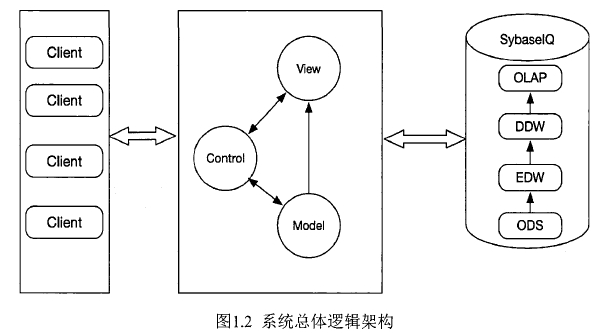 Client
Client
Client
Client
View
Control
Model
SybaseIQ
OLAP
DDW
EDW
ODS
图1.2 系统总体逻辑架构